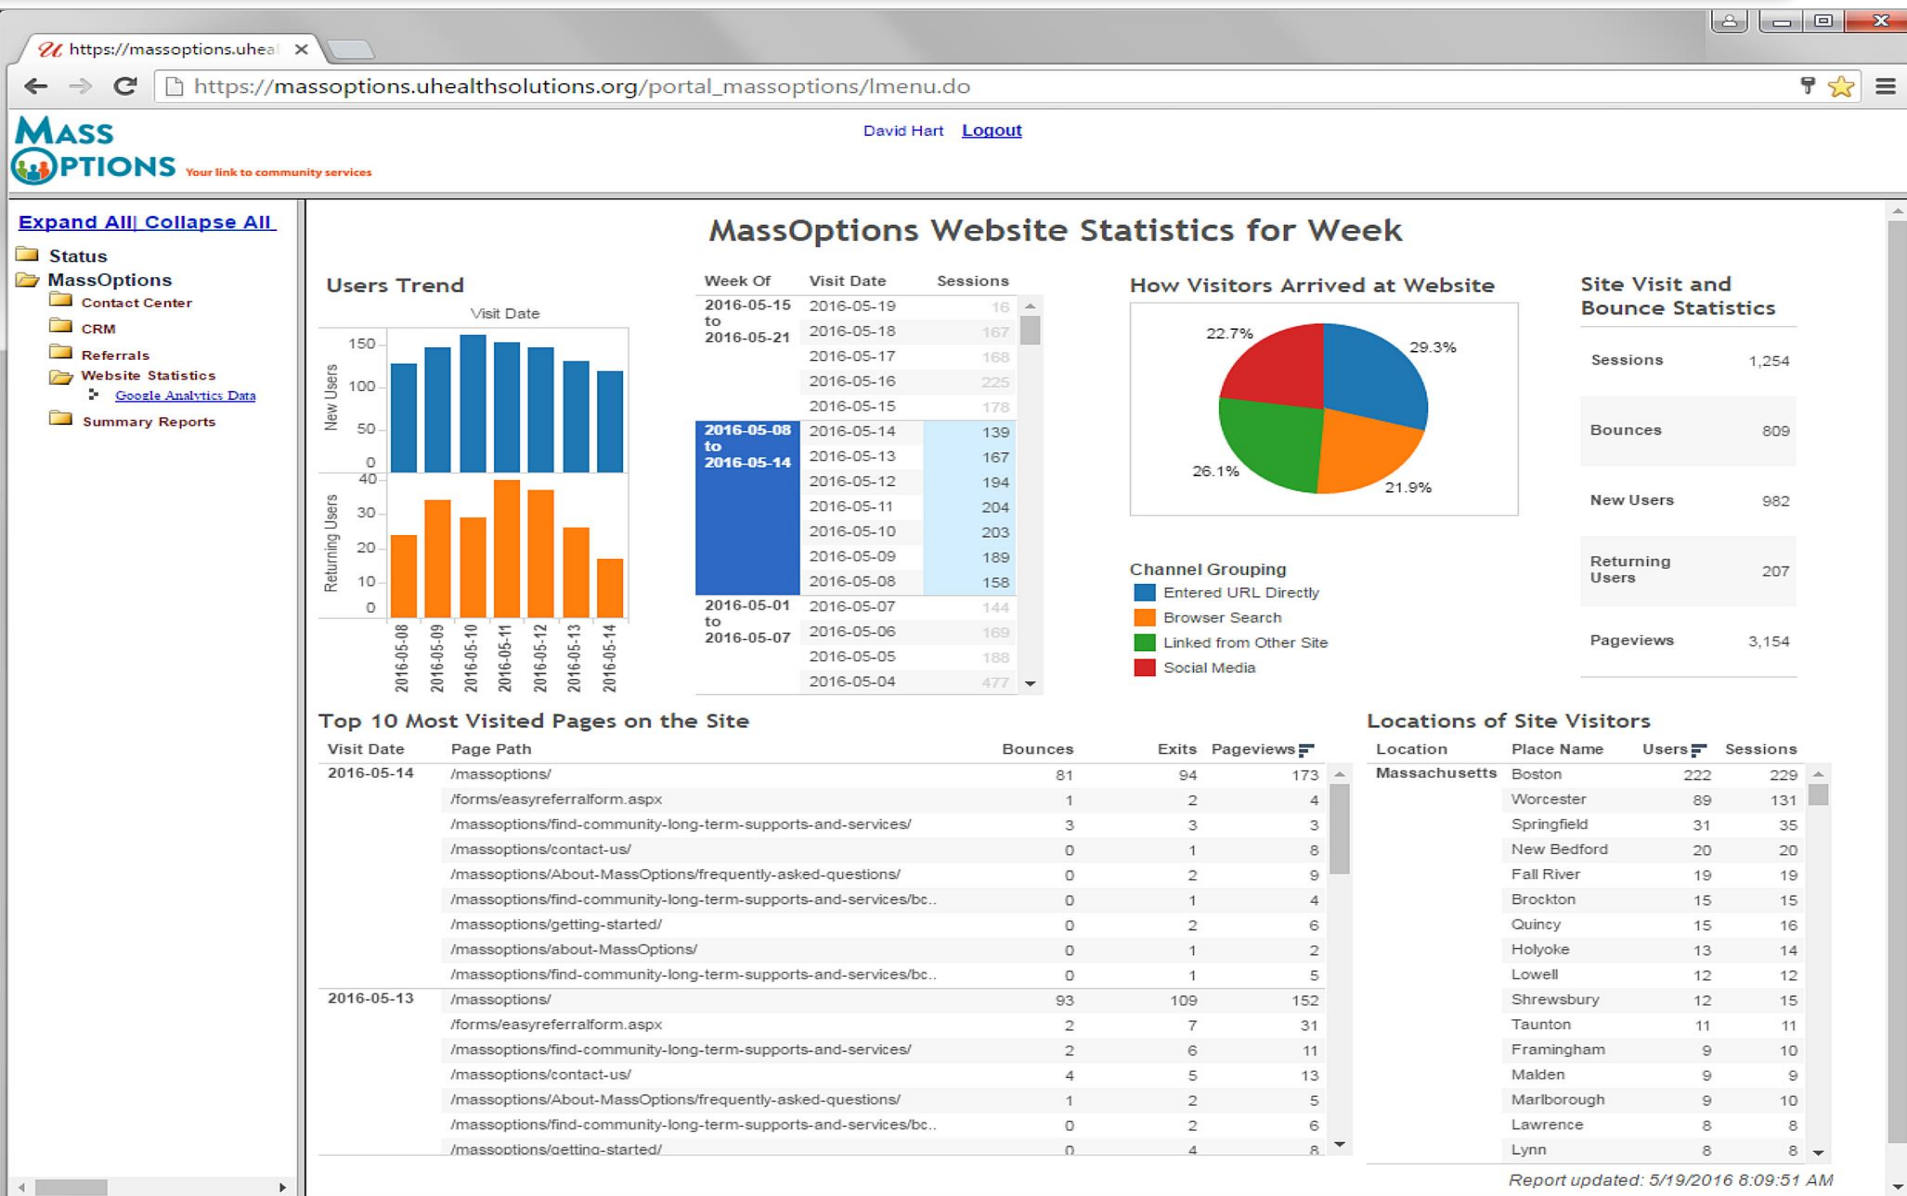 https://massoptions.uheal
https://massoptions.uhealthsolutions.org/portal_massoptions/lmenu.do
MASS
OPTIONS Your link to community services
David Hart Logout
Expand All| Collapse All
Status
MassOptions
Contact Center
CRM
Referrals
Website Statistics
Google Analytics Data
Summary Reports
MassOptions Website Statistics for Week
Users Trend
Visit Date
New Users
150
100
50
0
Returning Users
40
30
20
10
0
2016-05-08
2016-05-09
2016-05-10
2016-05-11
2016-05-12
2016-05-13
2016-05-14
Week Of Visit Date Sessions
2016-05-15 to 2016-05-21 2016-05-19 16
2016-05-18 167
2016-05-17 168
2016-05-16 225
2016-05-15 178
2016-05-08 to 2016-05-14 2016-05-14 139
2016-05-13 167
2016-05-12 194
2016-05-11 204
2016-05-10 203
2016-05-09 189
2016-05-08 158
2016-05-01 to 2016-05-07 2016-05-07 144
2016-05-06 169
2016-05-05 188
2016-05-04 477
How Visitors Arrived at Website
22.7%
29.3%
26.1%
21.9%
Channel Grouping
Entered URL Directly
Browser Search
Linked from Other Site
Social Media
Site Visit and
Bounce Statistics
Sessions 1,254
Bounces 809
New Users 982
Returning Users 207
Pageviews 3,154
Top 10 Most Visited Pages on the Site
Visit Date Page Path Bounces Exits Pageviews
2016-05-14 /massoptions/ 81 94 173
/forms/easyreferralform.aspx 1 2 4
/massoptions/find-community-long-term-supports-and-services/ 3 3 3
/massoptions/contact-us/ 0 1 8
/massoptions/About-MassOptions/frequently-asked-questions/ 0 2 9
/massoptions/find-community-long-term-supports-and-services/bc.. 0 1 4
/massoptions/getting-started/ 0 2 6
/massoptions/about-MassOptions/ 0 1 2
/massoptions/find-community-long-term-supports-and-services/bc.. 0 1 5
2016-05-13 /massoptions/ 93 109 152
/forms/easyreferralform.aspx 2 7 31
/massoptions/find-community-long-term-supports-and-services/ 2 6 11
/massoptions/contact-us/ 4 5 13
/massoptions/About-MassOptions/frequently-asked-questions/ 1 2 5
/massoptions/find-community-long-term-supports-and-services/bc.. 0 2 6
/massoptions/getting-started/ 0 4 8
Locations of Site Visitors
Location Place Name Users Sessions
Massachusetts Boston 222 229
Worcester 89 131
Springfield 31 35
New Bedford 20 20
Fall River 19 19
Brockton 15 15
Quincy 15 16
Holyoke 13 14
Lowell 12 12
Shrewsbury 12 15
Taunton 11 11
Framingham 9 10
Malden 9 9
Marlborough 9 10
Lawrence 8 8
Lynn 8 8
Report updated: 5/19/2016 8:09:51 AM